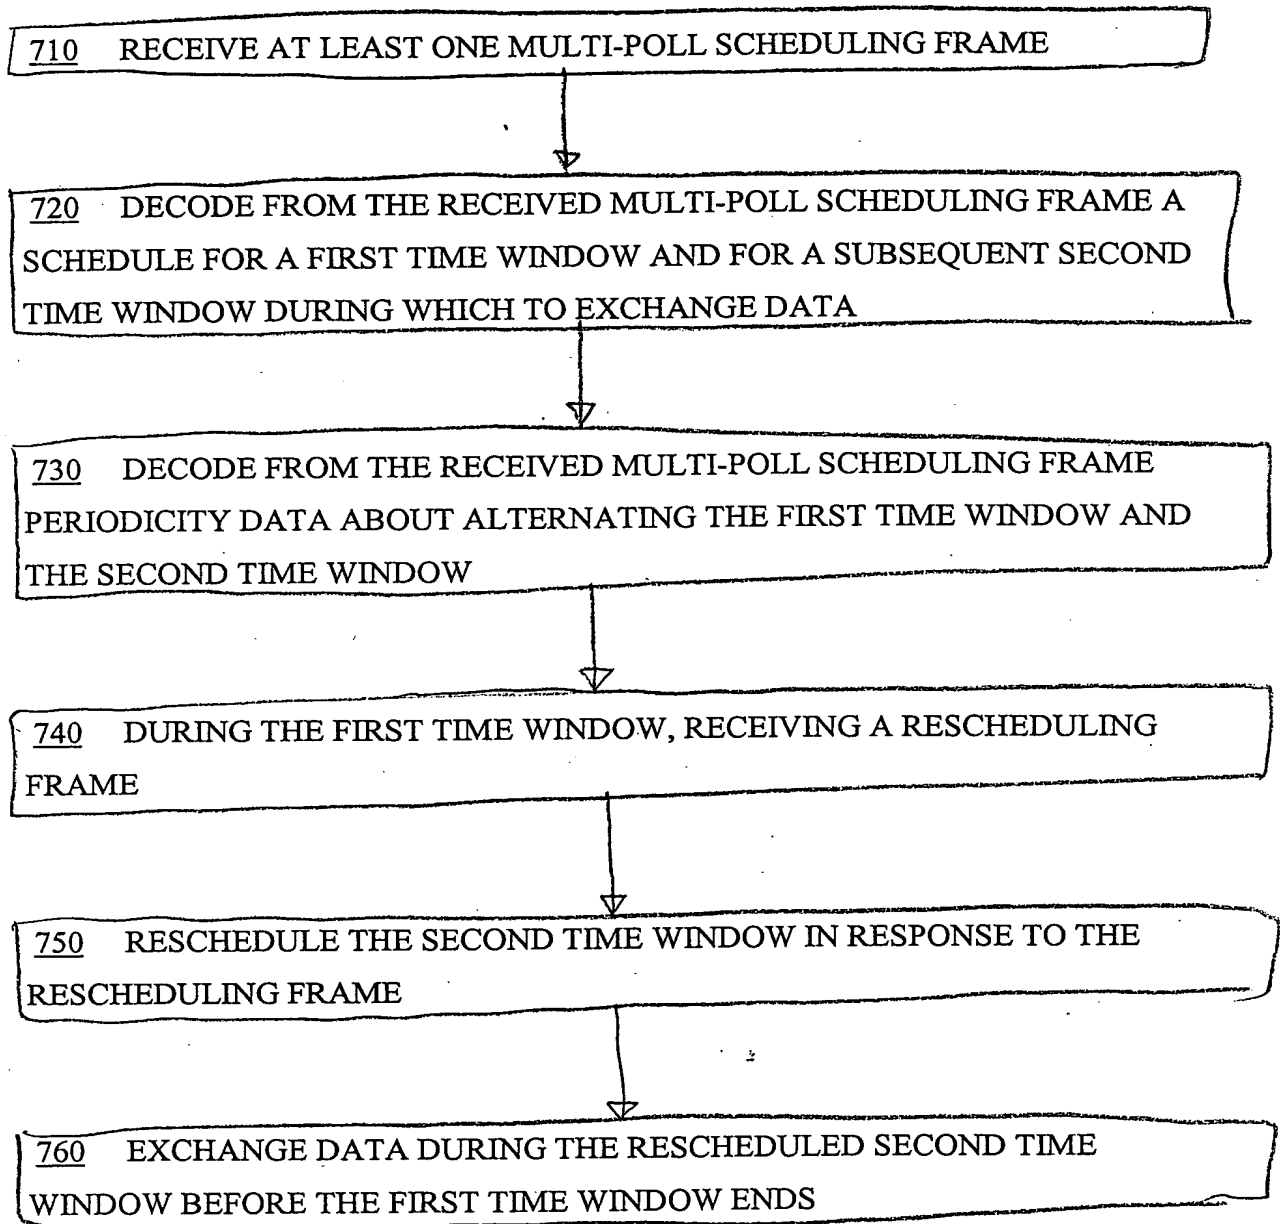 710 RECEIVE AT LEAST ONE MULTI-POLL SCHEDULING FRAME
720 DECODE FROM THE RECEIVED MULTI-POLL SCHEDULING FRAME A
SCHEDULE FOR A FIRST TIME WINDOW AND FOR A SUBSEQUENT SECOND
TIME WINDOW DURING WHICH TO EXCHANGE DATA
730 DECODE FROM THE RECEIVED MULTI-POLL SCHEDULING FRAME
PERIODICITY DATA ABOUT ALTERNATING THE FIRST TIME WINDOW AND
THE SECOND TIME WINDOW
740 DURING THE FIRST TIME WINDOW, RECEIVING A RESCHEDULING
FRAME
750 RESCHEDULE THE SECOND TIME WINDOW IN RESPONSE TO THE
RESCHEDULING FRAME
760 EXCHANGE DATA DURING THE RESCHEDULED SECOND TIME
WINDOW BEFORE THE FIRST TIME WINDOW ENDS